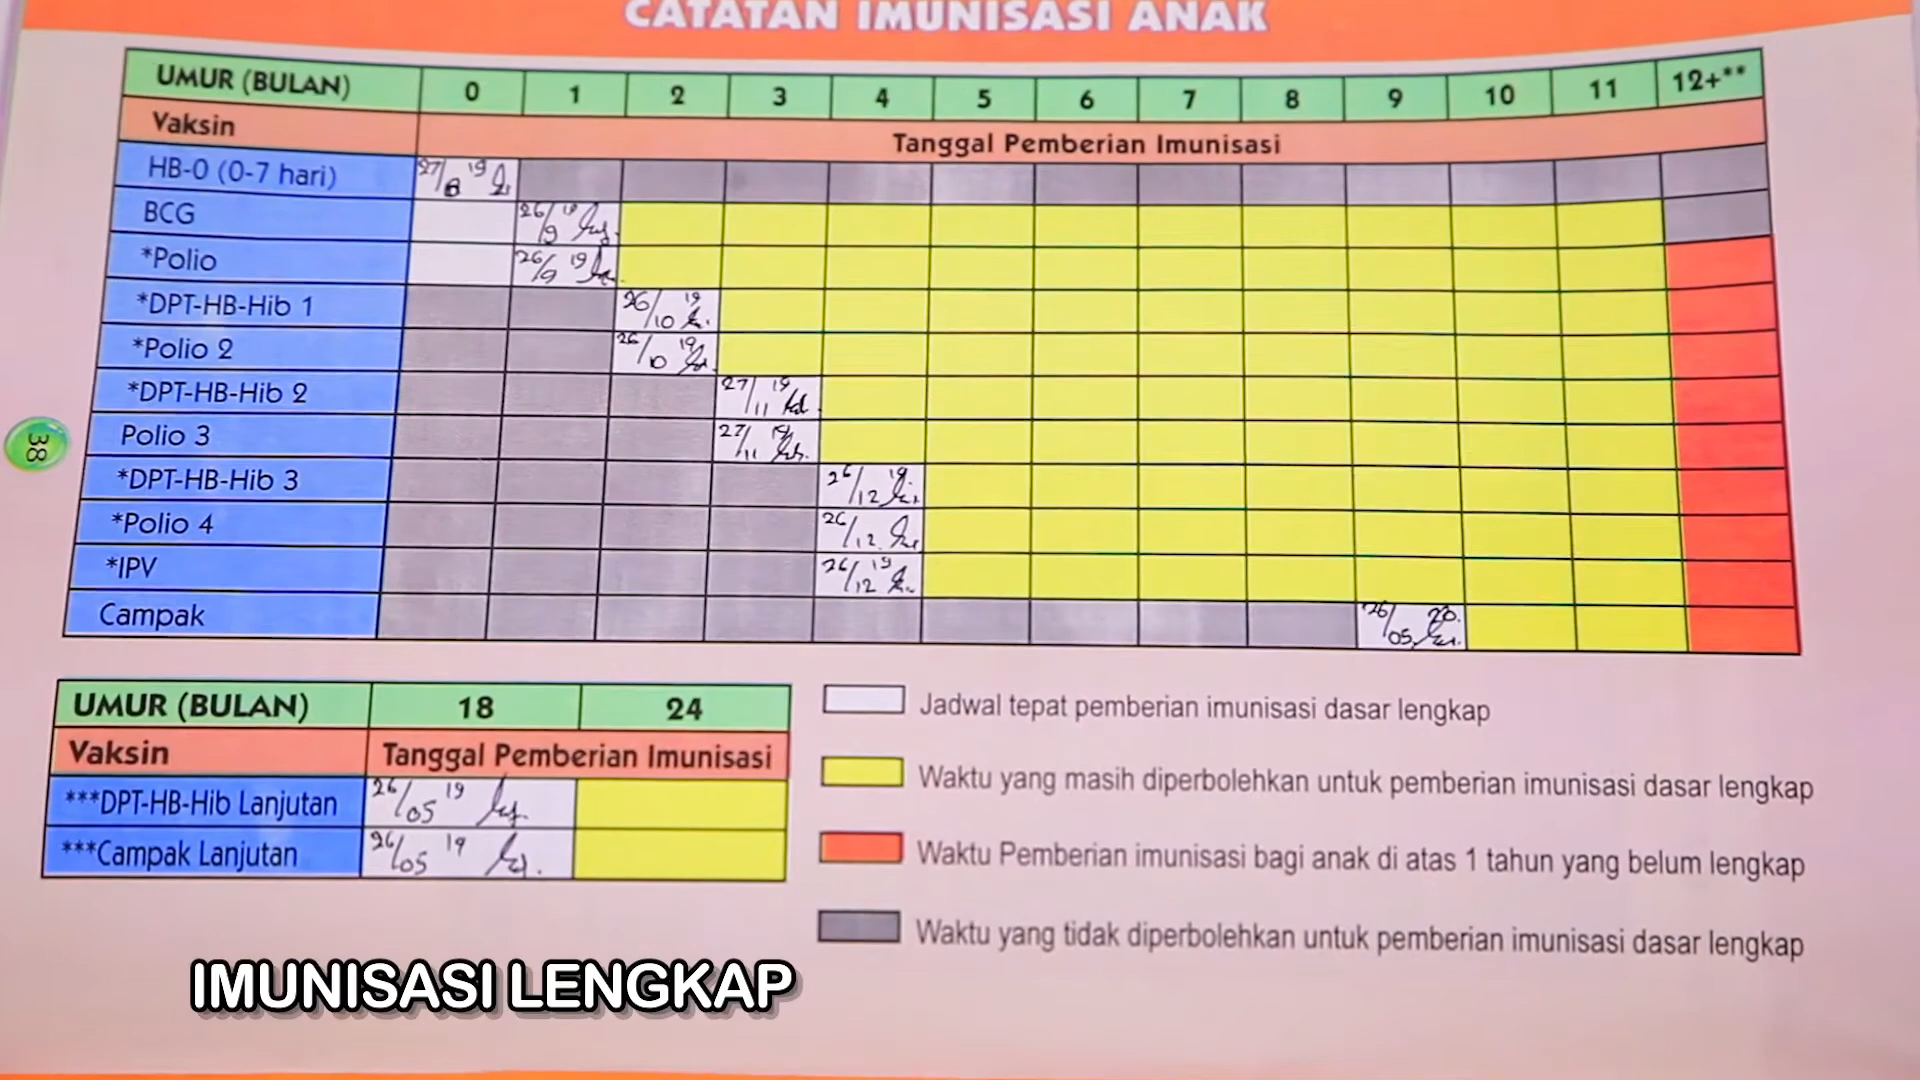 CATATAN IMUNISASI ANAK
UMUR (BULAN) 0 1 2 3 4 5 6 7 8 9 10 11 12+**
Vaksin Tanggal Pemberian Imunisasi
HB-0 (0-7 hari) 27/8 19
BCG 26/9 19
*Polio 26/9 19
*DPT-HB-Hib 1 26/10 19
*Polio 2 26/10 19
*DPT-HB-Hib 2 27/11 19
Polio 3 27/11 19
*DPT-HB-Hib 3 26/12 19
*Polio 4 26/12
*IPV 26/12 19
Campak 26/05 20.
38
UMUR (BULAN) 18 24
Vaksin Tanggal Pemberian Imunisasi
***DPT-HB-Hib Lanjutan 26/05 19
***Campak Lanjutan 26/05 19
Jadwal tepat pemberian imunisasi dasar lengkap
Waktu yang masih diperbolehkan untuk pemberian imunisasi dasar lengkap
Waktu Pemberian imunisasi bagi anak di atas 1 tahun yang belum lengkap
Waktu yang tidak diperbolehkan untuk pemberian imunisasi dasar lengkap
IMUNISASI LENGKAP